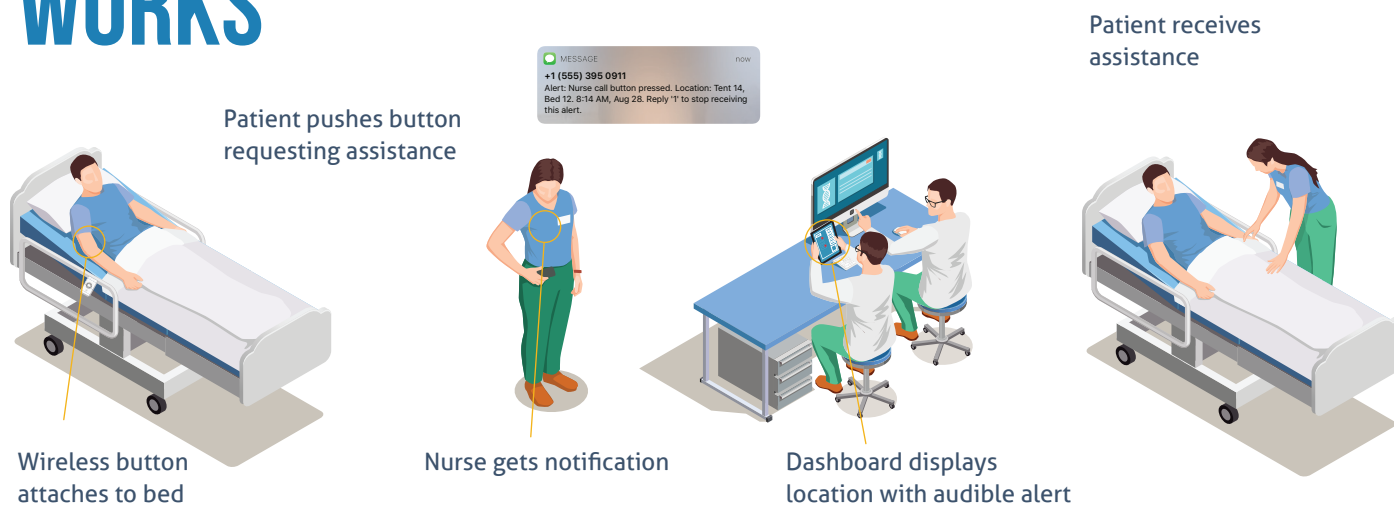 WORKS
Patient pushes button
requesting assistance
MESSAGE now
+1 (555) 395 0911
Alert: Nurse call button pressed. Location: Tent 14,
Bed 12. 8:14 AM, Aug 28. Reply '1' to stop receiving
this alert.
Patient receives
assistance
Wireless button
attaches to bed
Nurse gets notification
Dashboard displays
location with audible alert